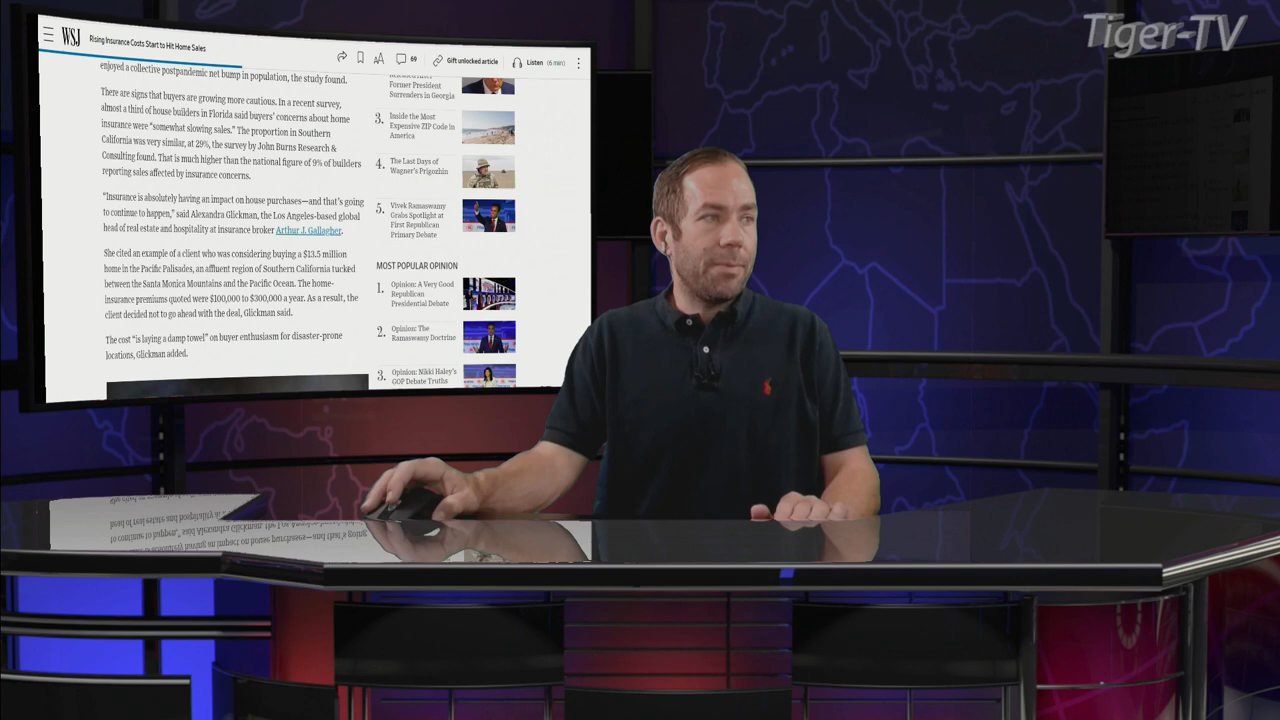 Tiger-TV
WSJ
Rising Insurance Costs Start to Hit Home Sales
69
Gift unlocked article
Listen (6 min)
enjoyed a collective postpandemic net bump in population, the study found.
There are signs that buyers are growing more cautious. In a recent survey,
almost a third of house builders in Florida said buyers' concerns about home
insurance were “somewhat slowing sales.” The proportion in Southern
California was very similar, at 29%, the survey by John Burns Research &
Consulting found. That is much higher than the national figure of 9% of builders
reporting sales affected by insurance concerns.
“Insurance is absolutely having an impact on house purchases—and that's going
to continue to happen,” said Alexandra Glickman, the Los Angeles-based global
head of real estate and hospitality at insurance broker Arthur J. Gallagher.
She cited an example of a client who was considering buying a $13.5 million
home in the Pacific Palisades, an affluent region of Southern California tucked
between the Santa Monica Mountains and the Pacific Ocean. The home-
insurance premiums quoted were $100,000 to $300,000 a year. As a result, the
client decided not to go ahead with the deal, Glickman said.
The cost “is laying a damp towel” on buyer enthusiasm for disaster-prone
locations, Glickman added.
Former President
Surrenders in Georgia
3. Inside the Most
Expensive ZIP Code in
America
4. The Last Days of
Wagner's Prigozhin
5. Vivek Ramaswamy
Grabs Spotlight at
First Republican
Primary Debate
MOST POPULAR OPINION
1. Opinion: A Very Good
Republican
Presidential Debate
2. Opinion: The
Ramaswamy Doctrine
3. Opinion: Nikki Haley's
GOP Debate Truths